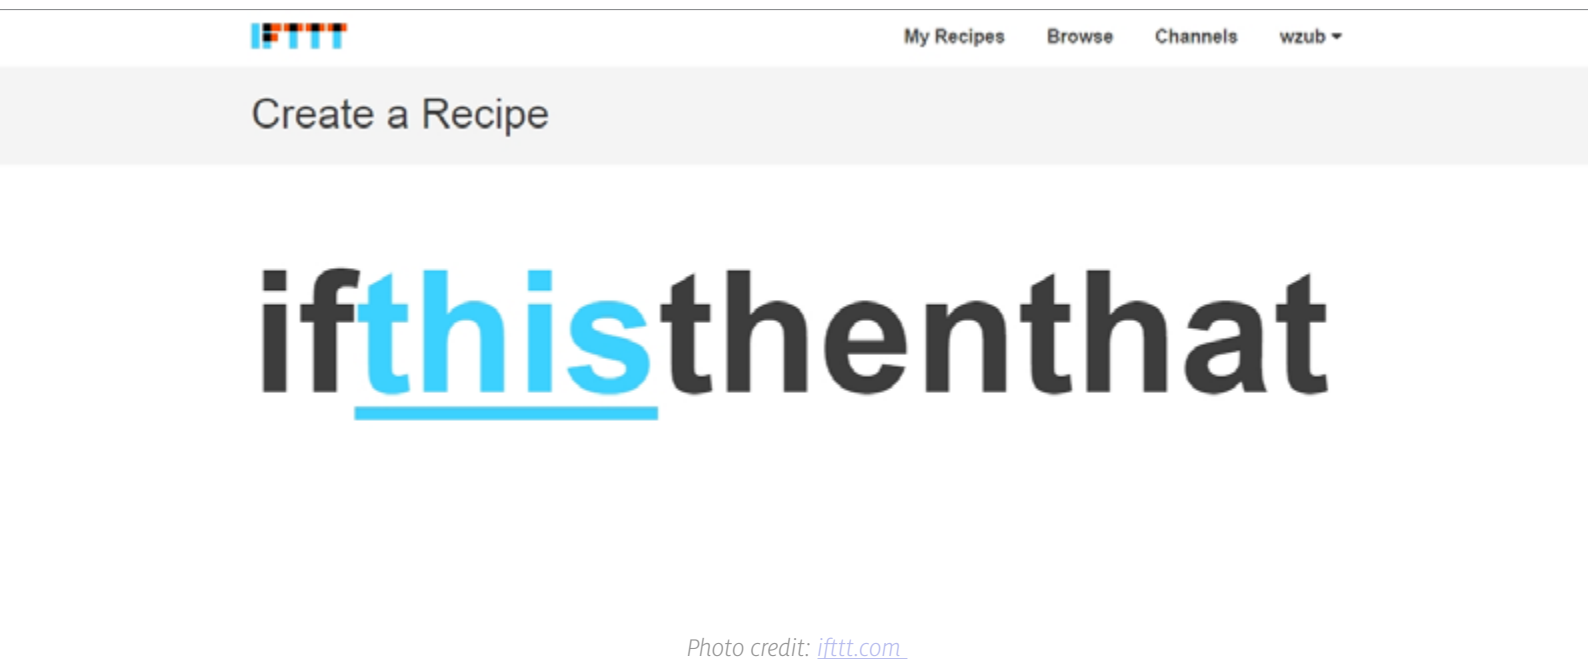 IFTTT My Recipes Browse Channels wzub
Create a Recipe
ifthisthenthat
Photo credit: ifttt.com